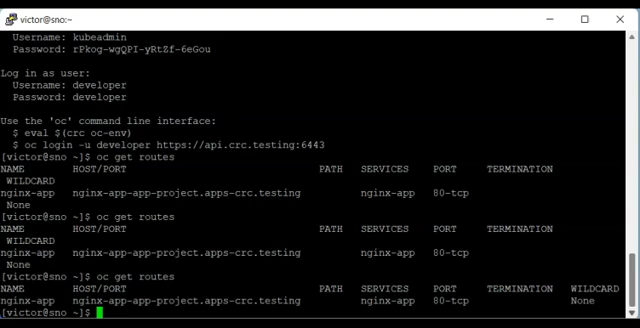 victor@sno:~
Username: kubeadmin
Password: rPkog-wgQPI-yRtZf-6eGou
Log in as user:
Username: developer
Password: developer
Use the 'oc' command line interface:
$ eval $(crc oc-env)
$ oc login -u developer https://api.crc.testing:6443
[victor@sno ~]$ oc get routes
NAME HOST/PORT PATH SERVICES PORT TERMINATION
WILDCARD
nginx-app nginx-app-app-project.apps-crc.testing nginx-app 80-tcp
None
[victor@sno ~]$ oc get routes
NAME HOST/PORT PATH SERVICES PORT TERMINATION
WILDCARD
nginx-app nginx-app-app-project.apps-crc.testing nginx-app 80-tcp
None
[victor@sno ~]$ oc get routes
NAME HOST/PORT PATH SERVICES PORT TERMINATION WILDCARD
nginx-app nginx-app-app-project.apps-crc.testing nginx-app 80-tcp None
[victor@sno ~]$